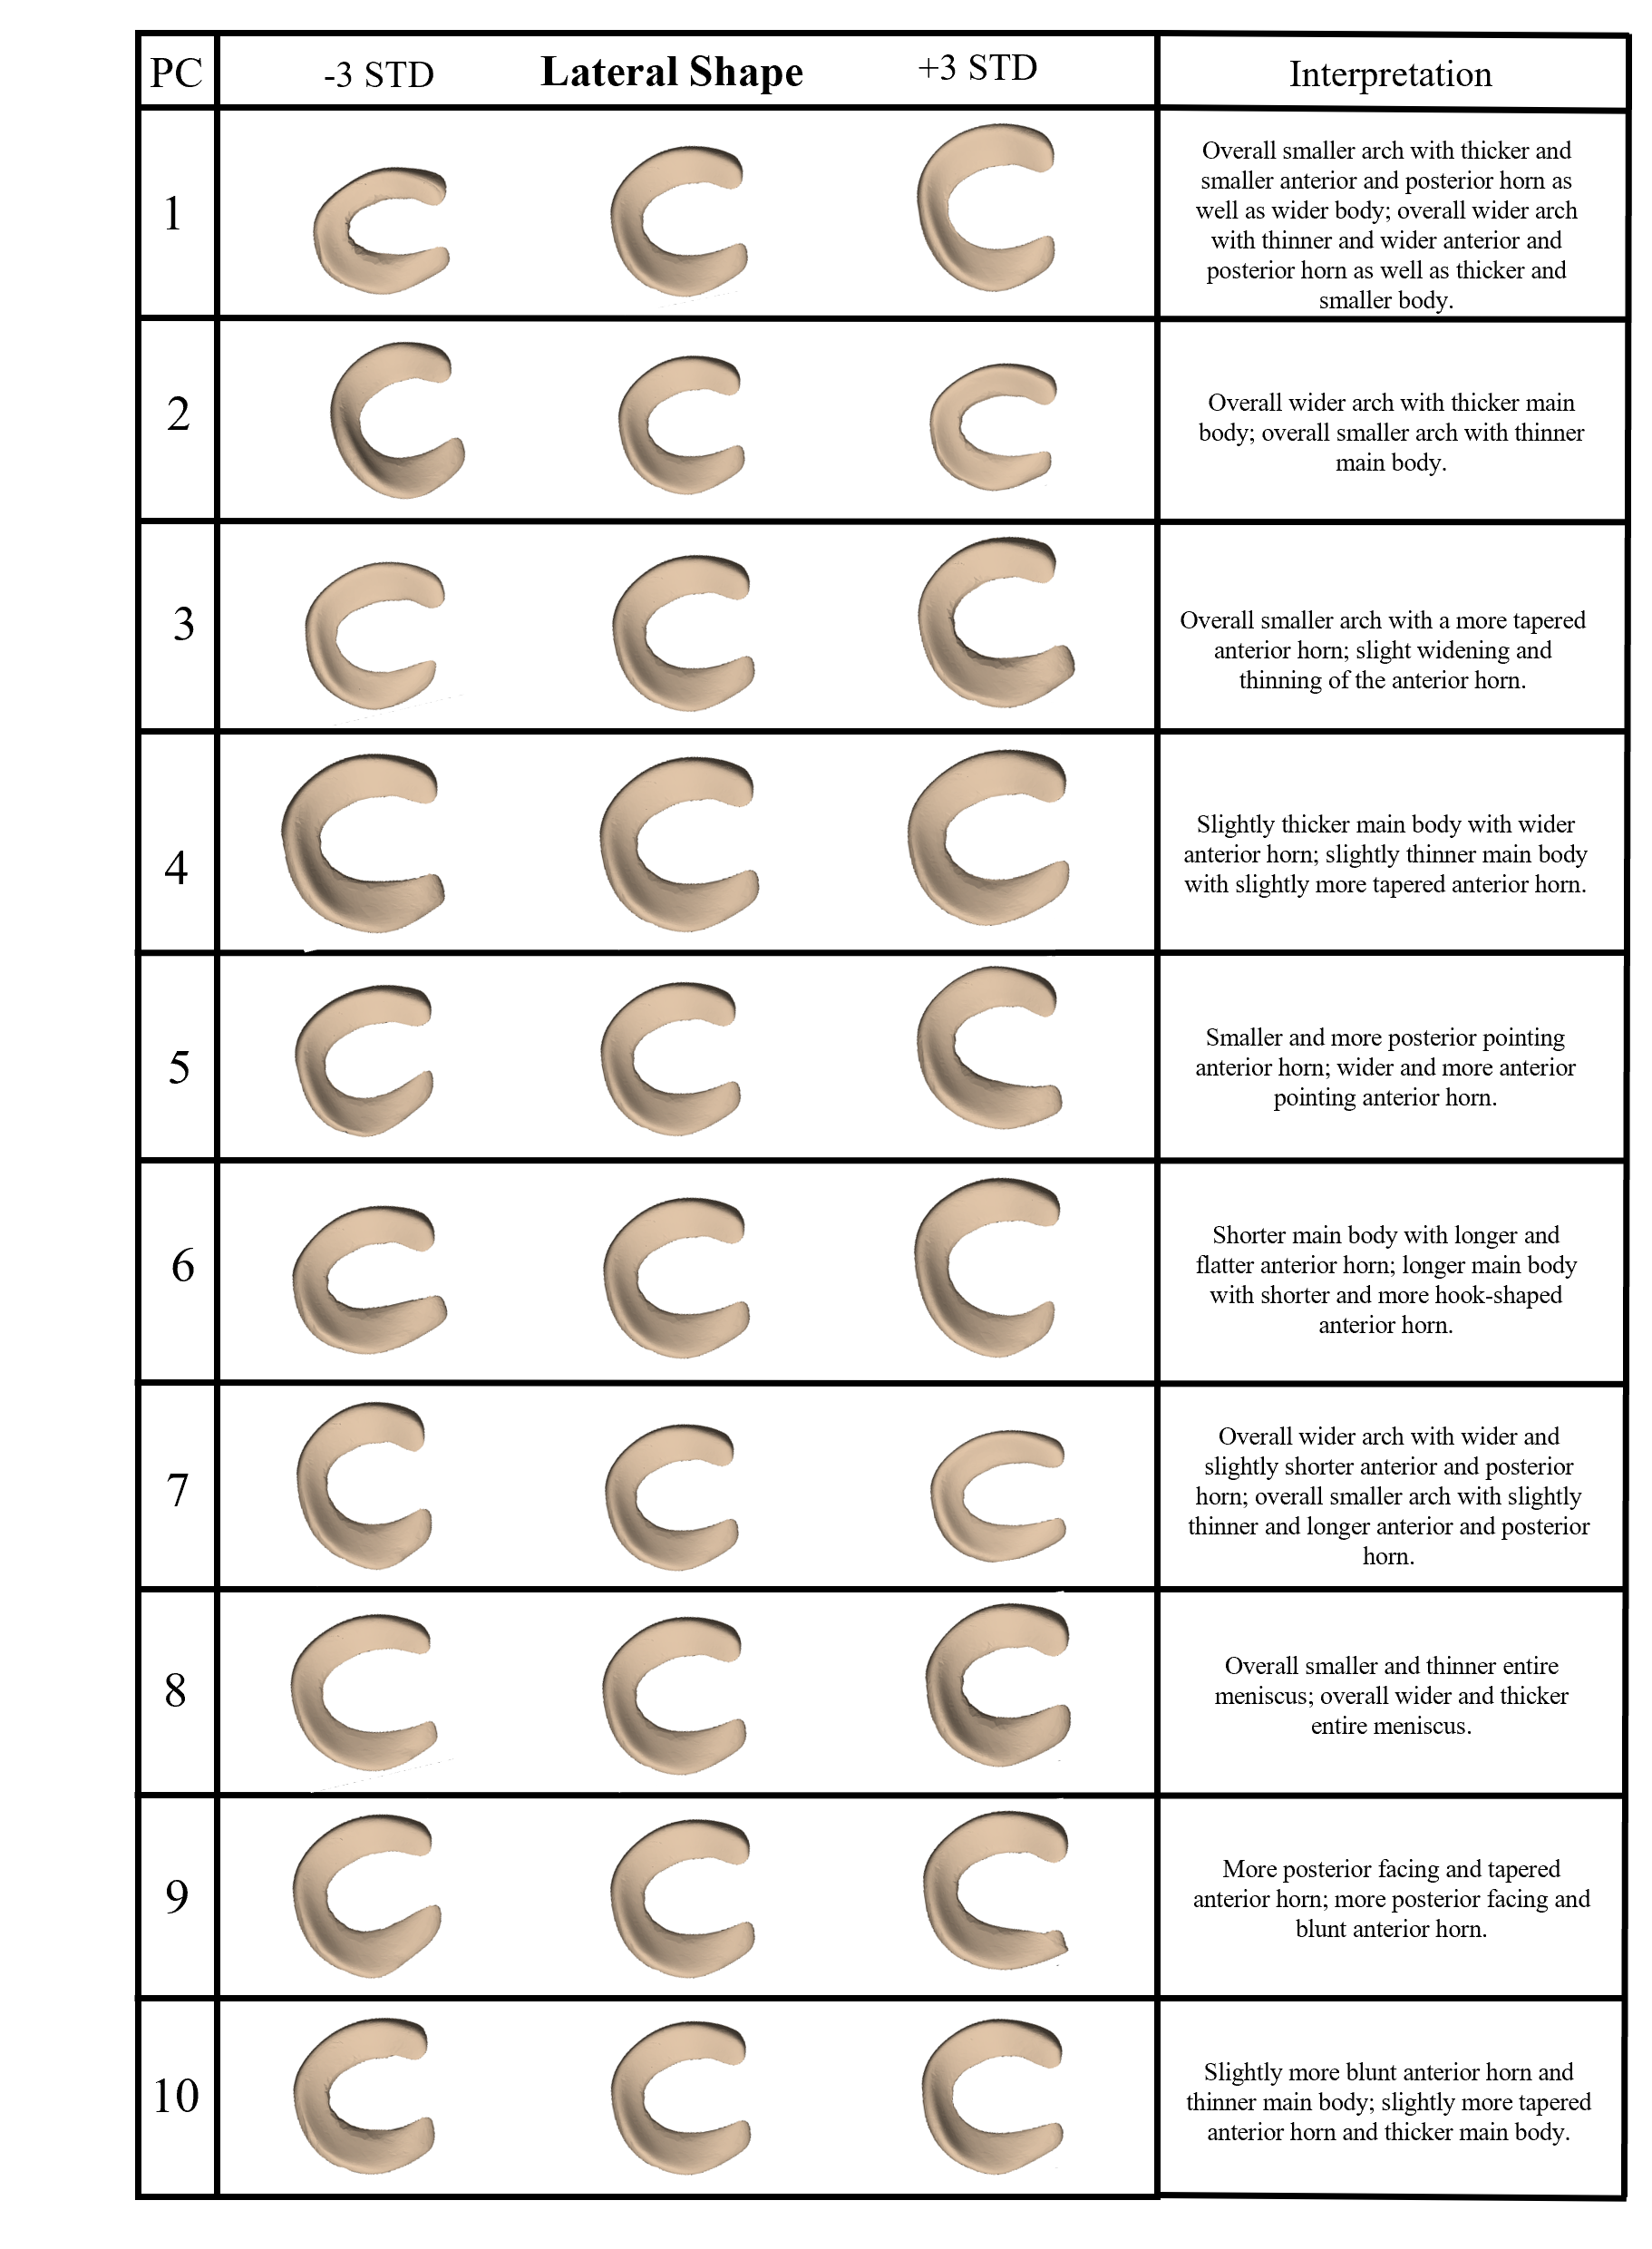 PC -3 STD Lateral Shape +3 STD Interpretation
1
Overall smaller arch with thicker and
smaller anterior and posterior horn as
well as wider body; overall wider arch
with thinner and wider anterior and
posterior horn as well as thicker and
smaller body.
2
Overall wider arch with thicker main
body; overall smaller arch with thinner
main body.
3
Overall smaller arch with a more tapered
anterior horn; slight widening and
thinning of the anterior horn.
4
Slightly thicker main body with wider
anterior horn; slightly thinner main body
with slightly more tapered anterior horn.
5
Smaller and more posterior pointing
anterior horn; wider and more anterior
pointing anterior horn.
6
Shorter main body with longer and
flatter anterior horn; longer main body
with shorter and more hook-shaped
anterior horn.
7
Overall wider arch with wider and
slightly shorter anterior and posterior
horn; overall smaller arch with slightly
thinner and longer anterior and posterior
horn.
8
Overall smaller and thinner entire
meniscus; overall wider and thicker
entire meniscus.
9
More posterior facing and tapered
anterior horn; more posterior facing and
blunt anterior horn.
10
Slightly more blunt anterior horn and
thinner main body; slightly more tapered
anterior horn and thicker main body.